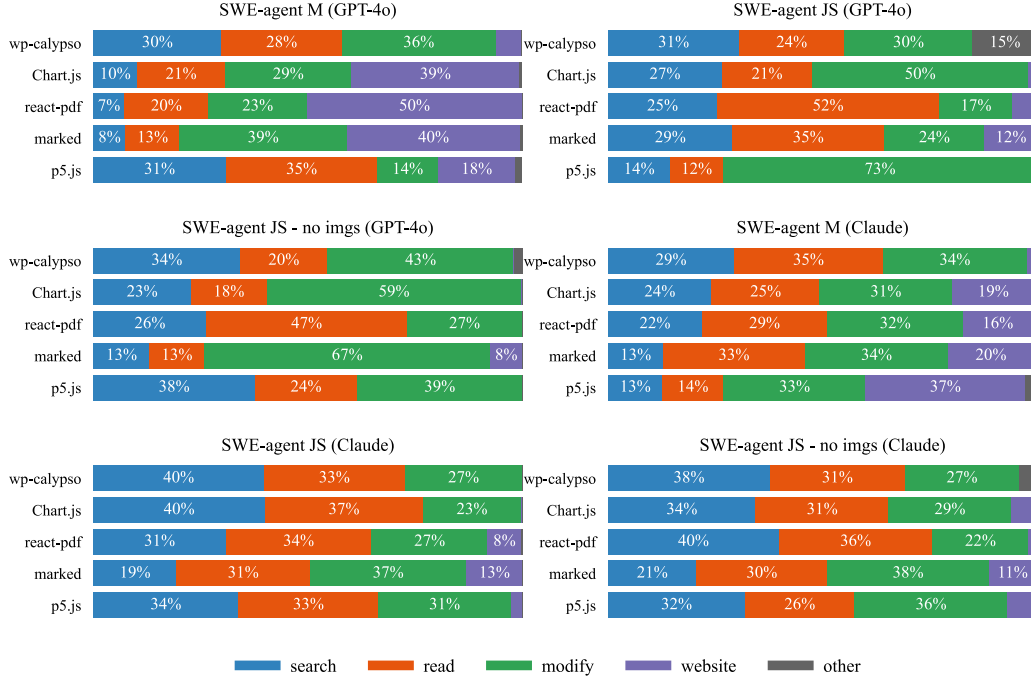 SWE-agent M (GPT-4o)
wp-calypso 30% 28% 36%
Chart.js 10% 21% 29% 39%
react-pdf 7% 20% 23% 50%
marked 8% 13% 39% 40%
p5.js 31% 35% 14% 18%
SWE-agent JS (GPT-4o)
wp-calypso 31% 24% 30% 15%
Chart.js 27% 21% 50%
react-pdf 25% 52% 17%
marked 29% 35% 24% 12%
p5.js 14% 12% 73%
SWE-agent JS - no imgs (GPT-4o)
wp-calypso 34% 20% 43%
Chart.js 23% 18% 59%
react-pdf 26% 47% 27%
marked 13% 13% 67% 8%
p5.js 38% 24% 39%
SWE-agent M (Claude)
wp-calypso 29% 35% 34%
Chart.js 24% 25% 31% 19%
react-pdf 22% 29% 32% 16%
marked 13% 33% 34% 20%
p5.js 13% 14% 33% 37%
SWE-agent JS (Claude)
wp-calypso 40% 33% 27%
Chart.js 40% 37% 23%
react-pdf 31% 34% 27% 8%
marked 19% 31% 37% 13%
p5.js 34% 33% 31%
SWE-agent JS - no imgs (Claude)
wp-calypso 38% 31% 27%
Chart.js 34% 31% 29%
react-pdf 40% 36% 22%
marked 21% 30% 38% 11%
p5.js 32% 26% 36%
search read modify website other